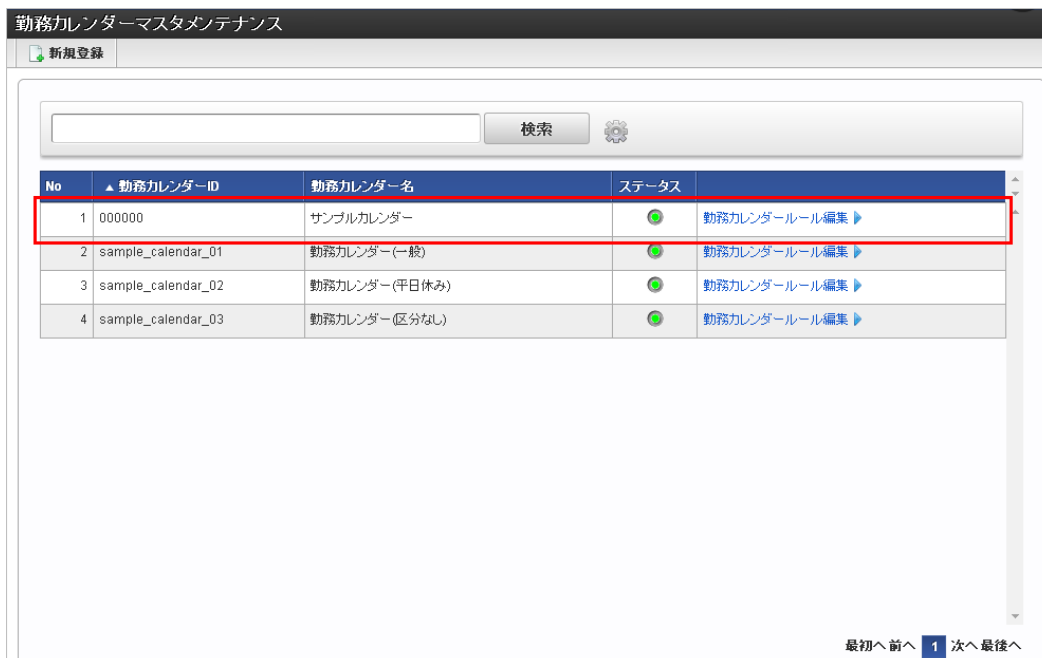 勤務カレンダーマスタメンテナンス
新規登録
検索
No ▲ 勤務カレンダーID 勤務カレンダー名 ステータス
1 000000 サンプルカレンダー 勤務カレンダールール編集
2 sample_calendar_01 勤務カレンダー(一般) 勤務カレンダールール編集
3 sample_calendar_02 勤務カレンダー(平日休み) 勤務カレンダールール編集
4 sample_calendar_03 勤務カレンダー(区分なし) 勤務カレンダールール編集
最初へ 前へ 1 次へ 最後へ